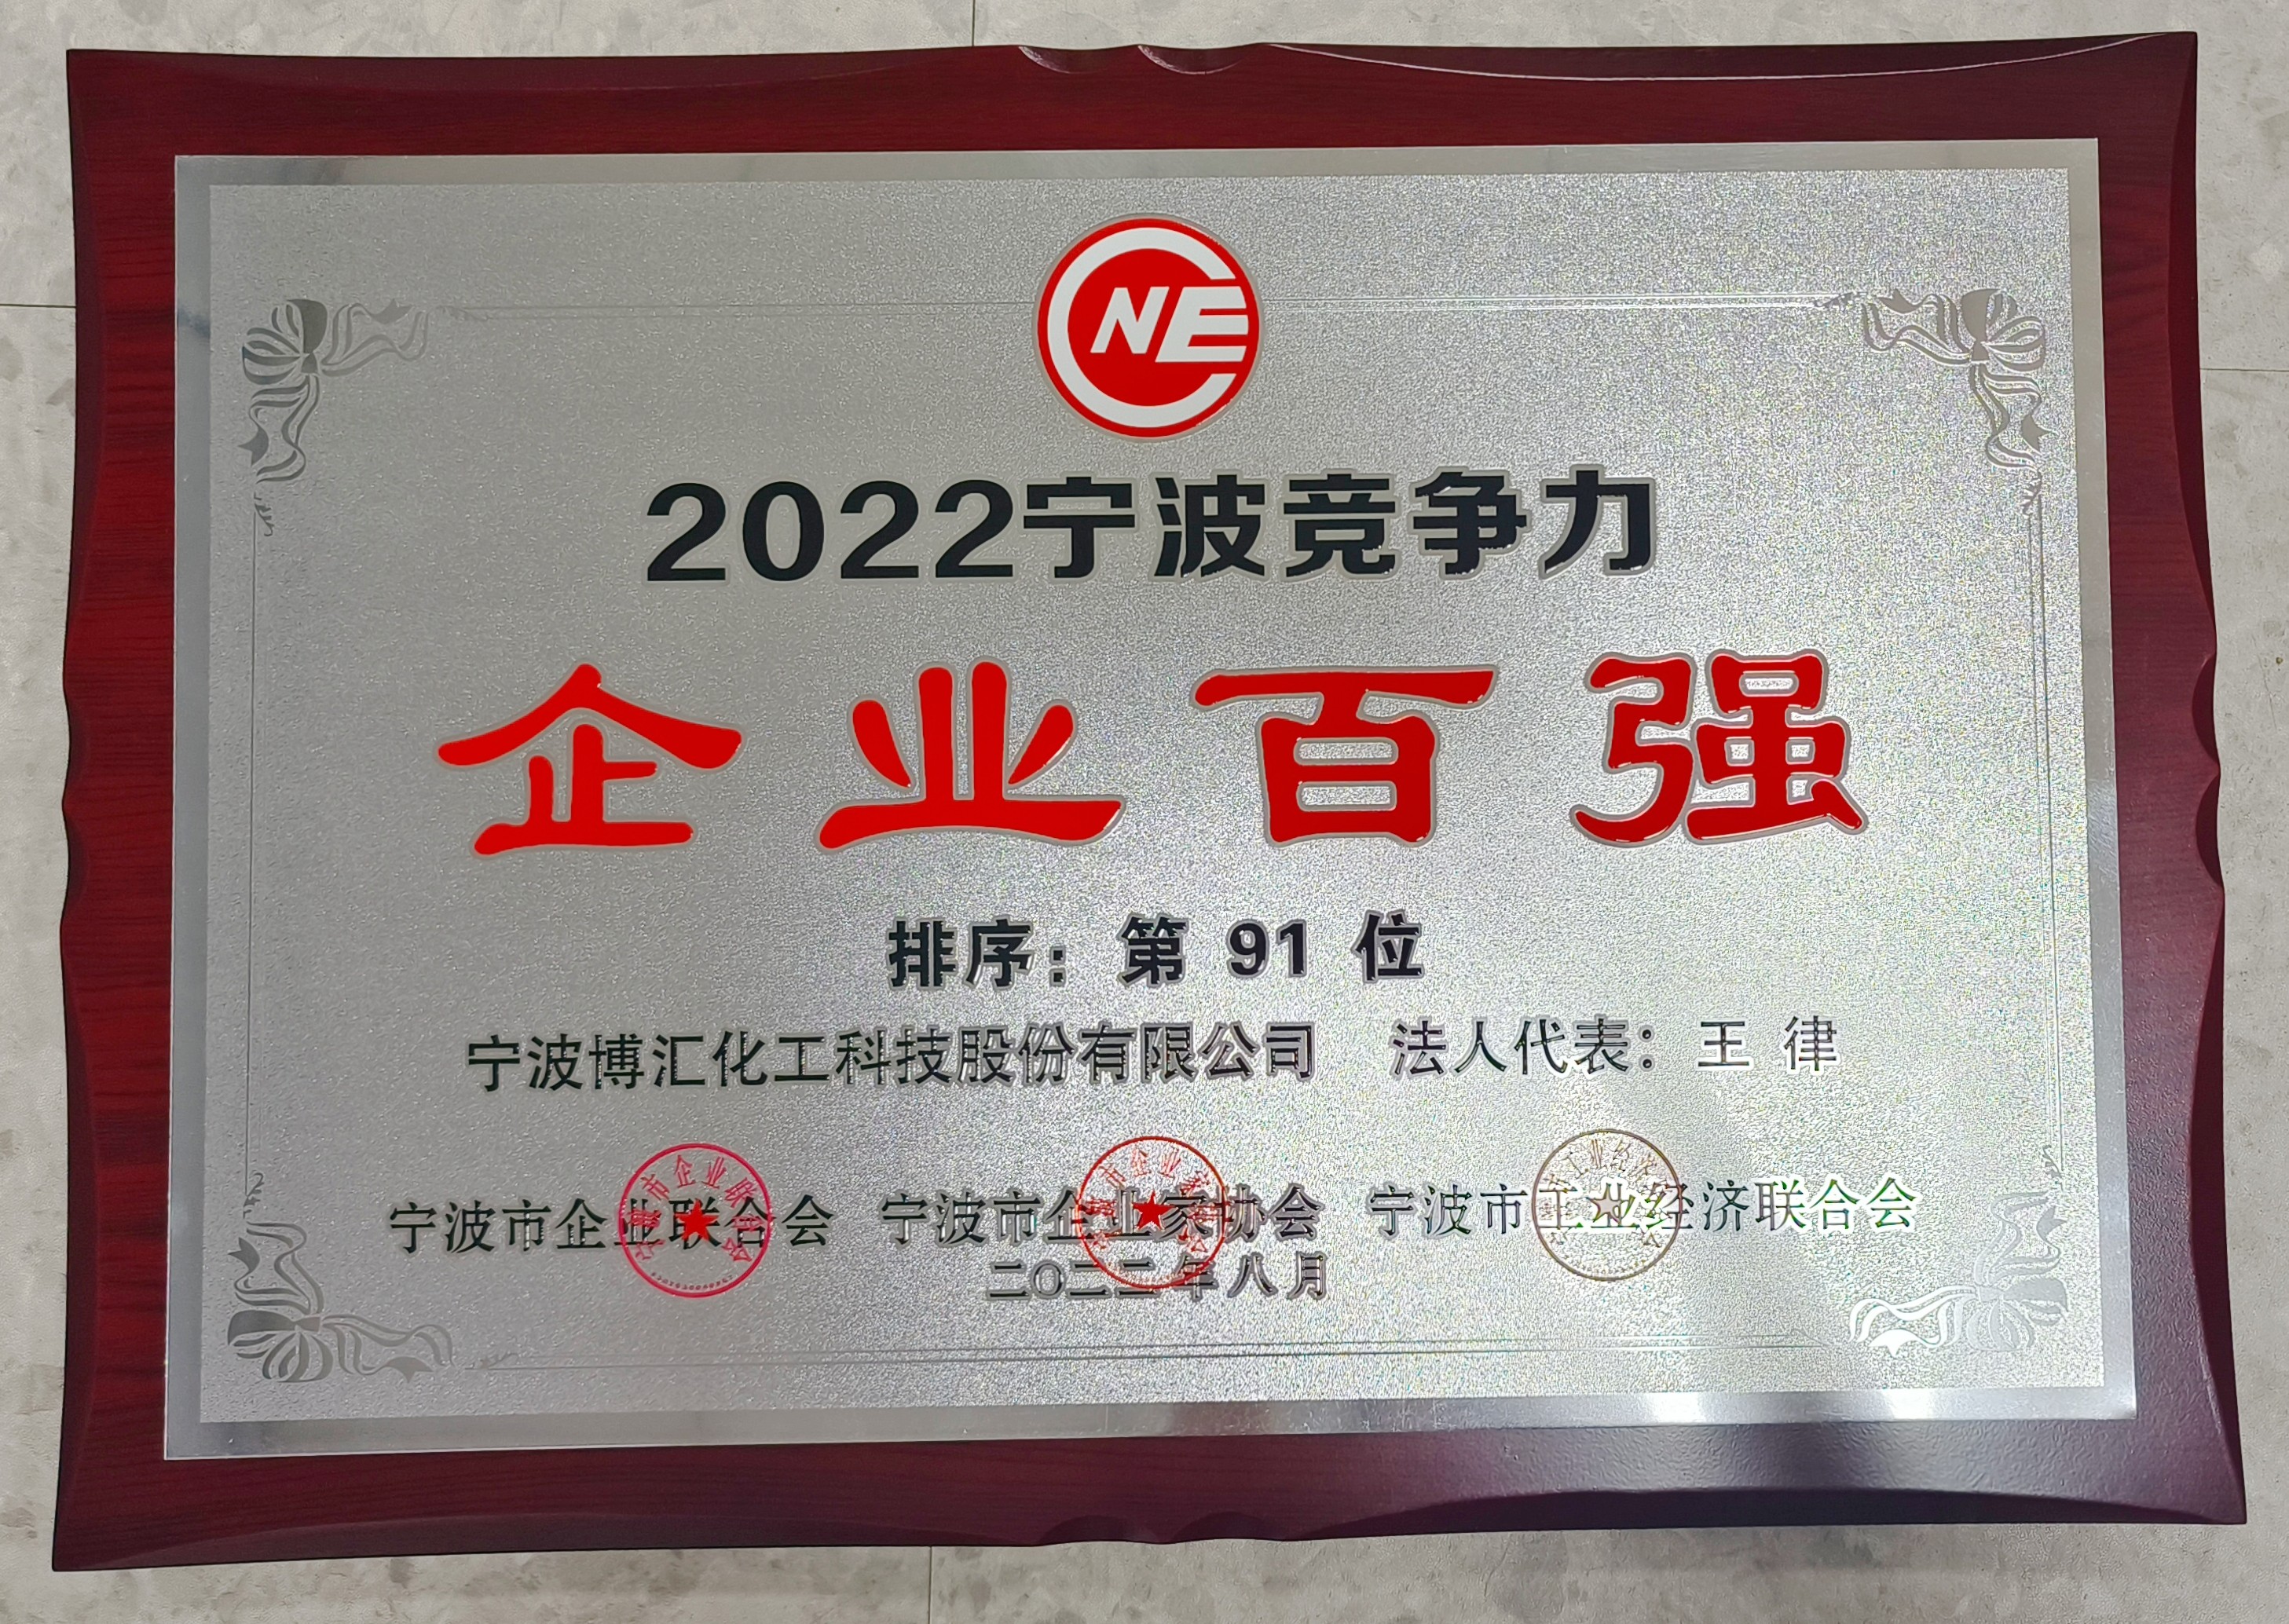 CNE
2022宁波竞争力
企业百强
排序：第 91 位
宁波博汇化工科技股份有限公司 法人代表：王 律
宁波市企业联合会 宁波市企业家协会 宁波市工业经济联合会
二〇二二年八月